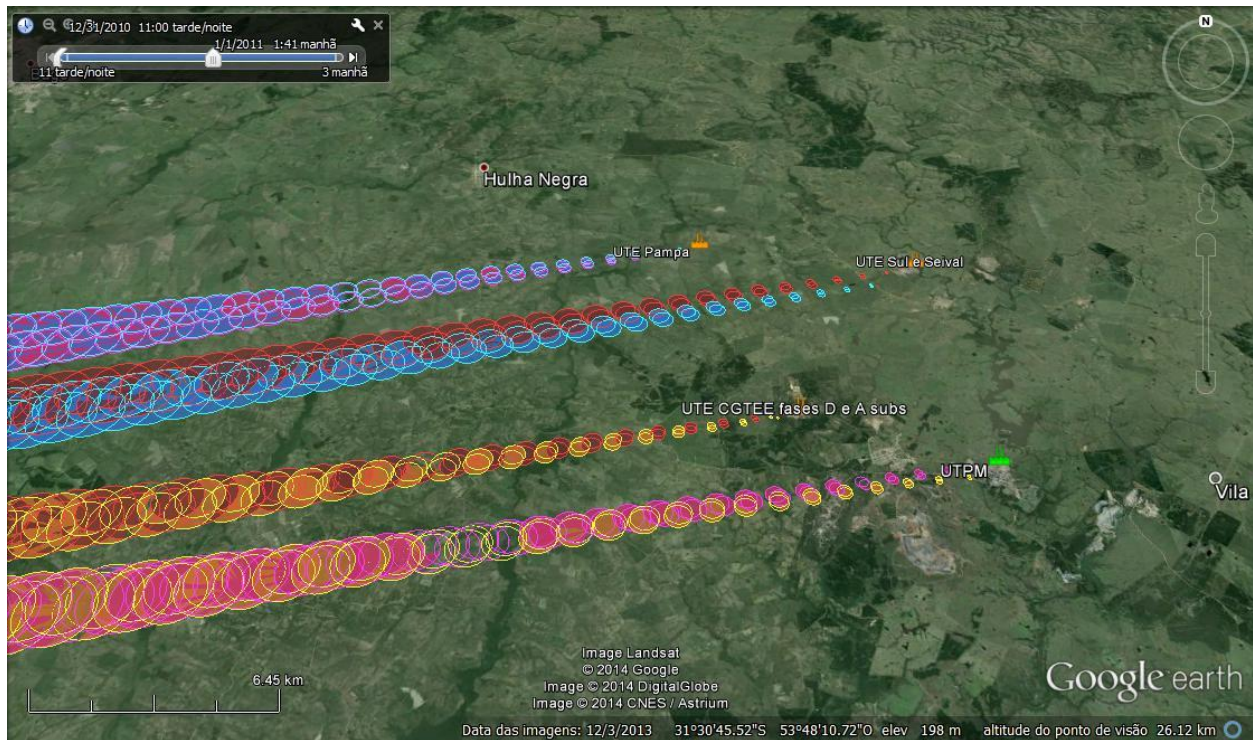 12/31/2010 11:00 tarde/noite
1/1/2011 1:41 manhã
11 tarde/noite
3 manhã
N
Hulha Negra
UTE Pampa
UTE Sul e Seival
UTE CGTEE fases D e A subs
UTPM
Vila
6.45 km
Image Landsat
© 2014 Google
Image © 2014 DigitalGlobe
Image © 2014 CNES / Astrium
Google earth
Data das imagens: 12/3/2013 31°30'45.52"S 53°48'10.72"O elev 198 m altitude do ponto de visão 26.12 km